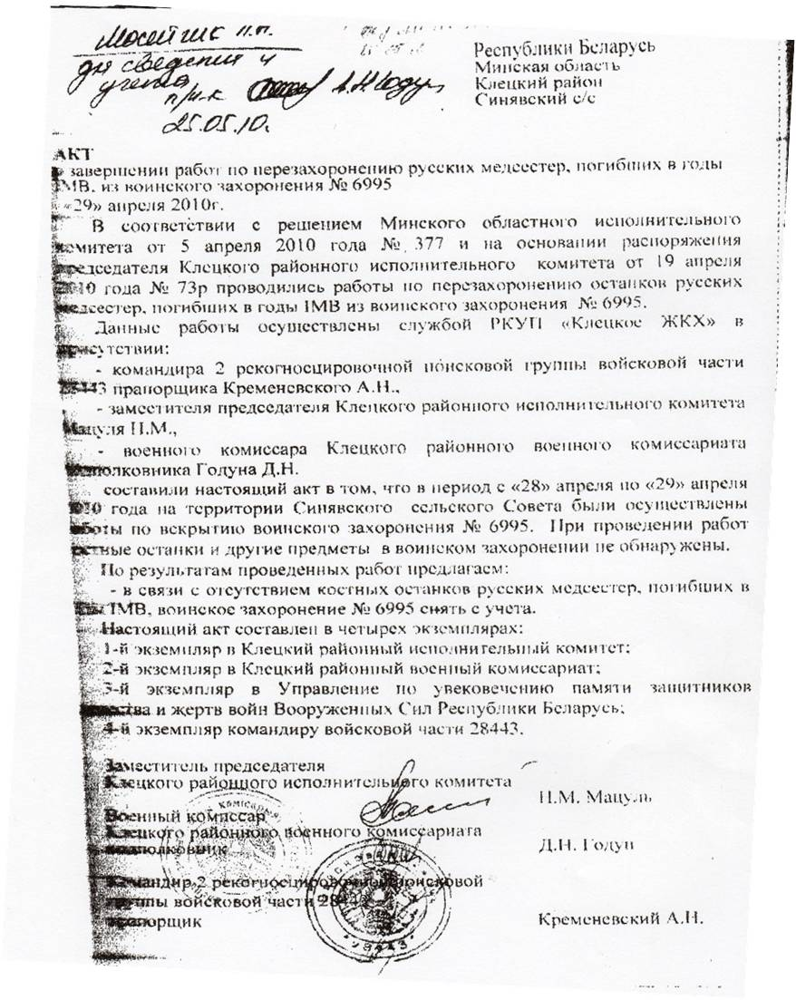 Мосейчик П.П.
для сведения и
учета
п/п-к Д.Н. Годун
25.05.10.
Республики Беларусь
Минская область
Клецкий район
Синявский с/с
АКТ
о завершении работ по перезахоронению русских медсестер, погибших в годы
IМВ, из воинского захоронения № 6995
«29» апреля 2010г.
В соответствии с решением Минского областного исполнительного
комитета от 5 апреля 2010 года № 377 и на основании распоряжения
председателя Клецкого районного исполнительного комитета от 19 апреля
2010 года № 73р проводились работы по перезахоронению останков русских
медсестер, погибших в годы IМВ из воинского захоронения № 6995.
Данные работы осуществлены службой РКУП «Клецкое ЖКХ» в
присутствии:
- командира 2 рекогносцировочной поисковой группы войсковой части
28443 прапорщика Кременевского А.Н.,
- заместителя председателя Клецкого районного исполнительного комитета
Мацуля П.М.,
- военного комиссара Клецкого районного военного комиссариата
подполковника Годуна Д.Н.
составили настоящий акт в том, что в период с «28» апреля по «29» апреля
2010 года на территории Синявского сельского Совета были осуществлены
работы по вскрытию воинского захоронения № 6995. При проведении работ
костные останки и другие предметы в воинском захоронении не обнаружены.
По результатам проведенных работ предлагаем:
- в связи с отсутствием костных останков русских медсестер, погибших в
годы IМВ, воинское захоронение № 6995 снять с учета.
Настоящий акт составлен в четырех экземплярах:
1-й экземпляр в Клецкий районный исполнительный комитет;
2-й экземпляр в Клецкий районный военный комиссариат;
3-й экземпляр в Управление по увековечению памяти защитников
Отечества и жертв войн Вооруженных Сил Республики Беларусь;
4-й экземпляр командиру войсковой части 28443.
Заместитель председателя
Клецкого районного исполнительного комитета
П.М. Мацуль
Военный комиссар
Клецкого районного военного комиссариата
подполковник
Д.Н. Годун
Командир 2 рекогносцировочной поисковой
группы войсковой части 28443
прапорщик
Кременевский А.Н.
28443